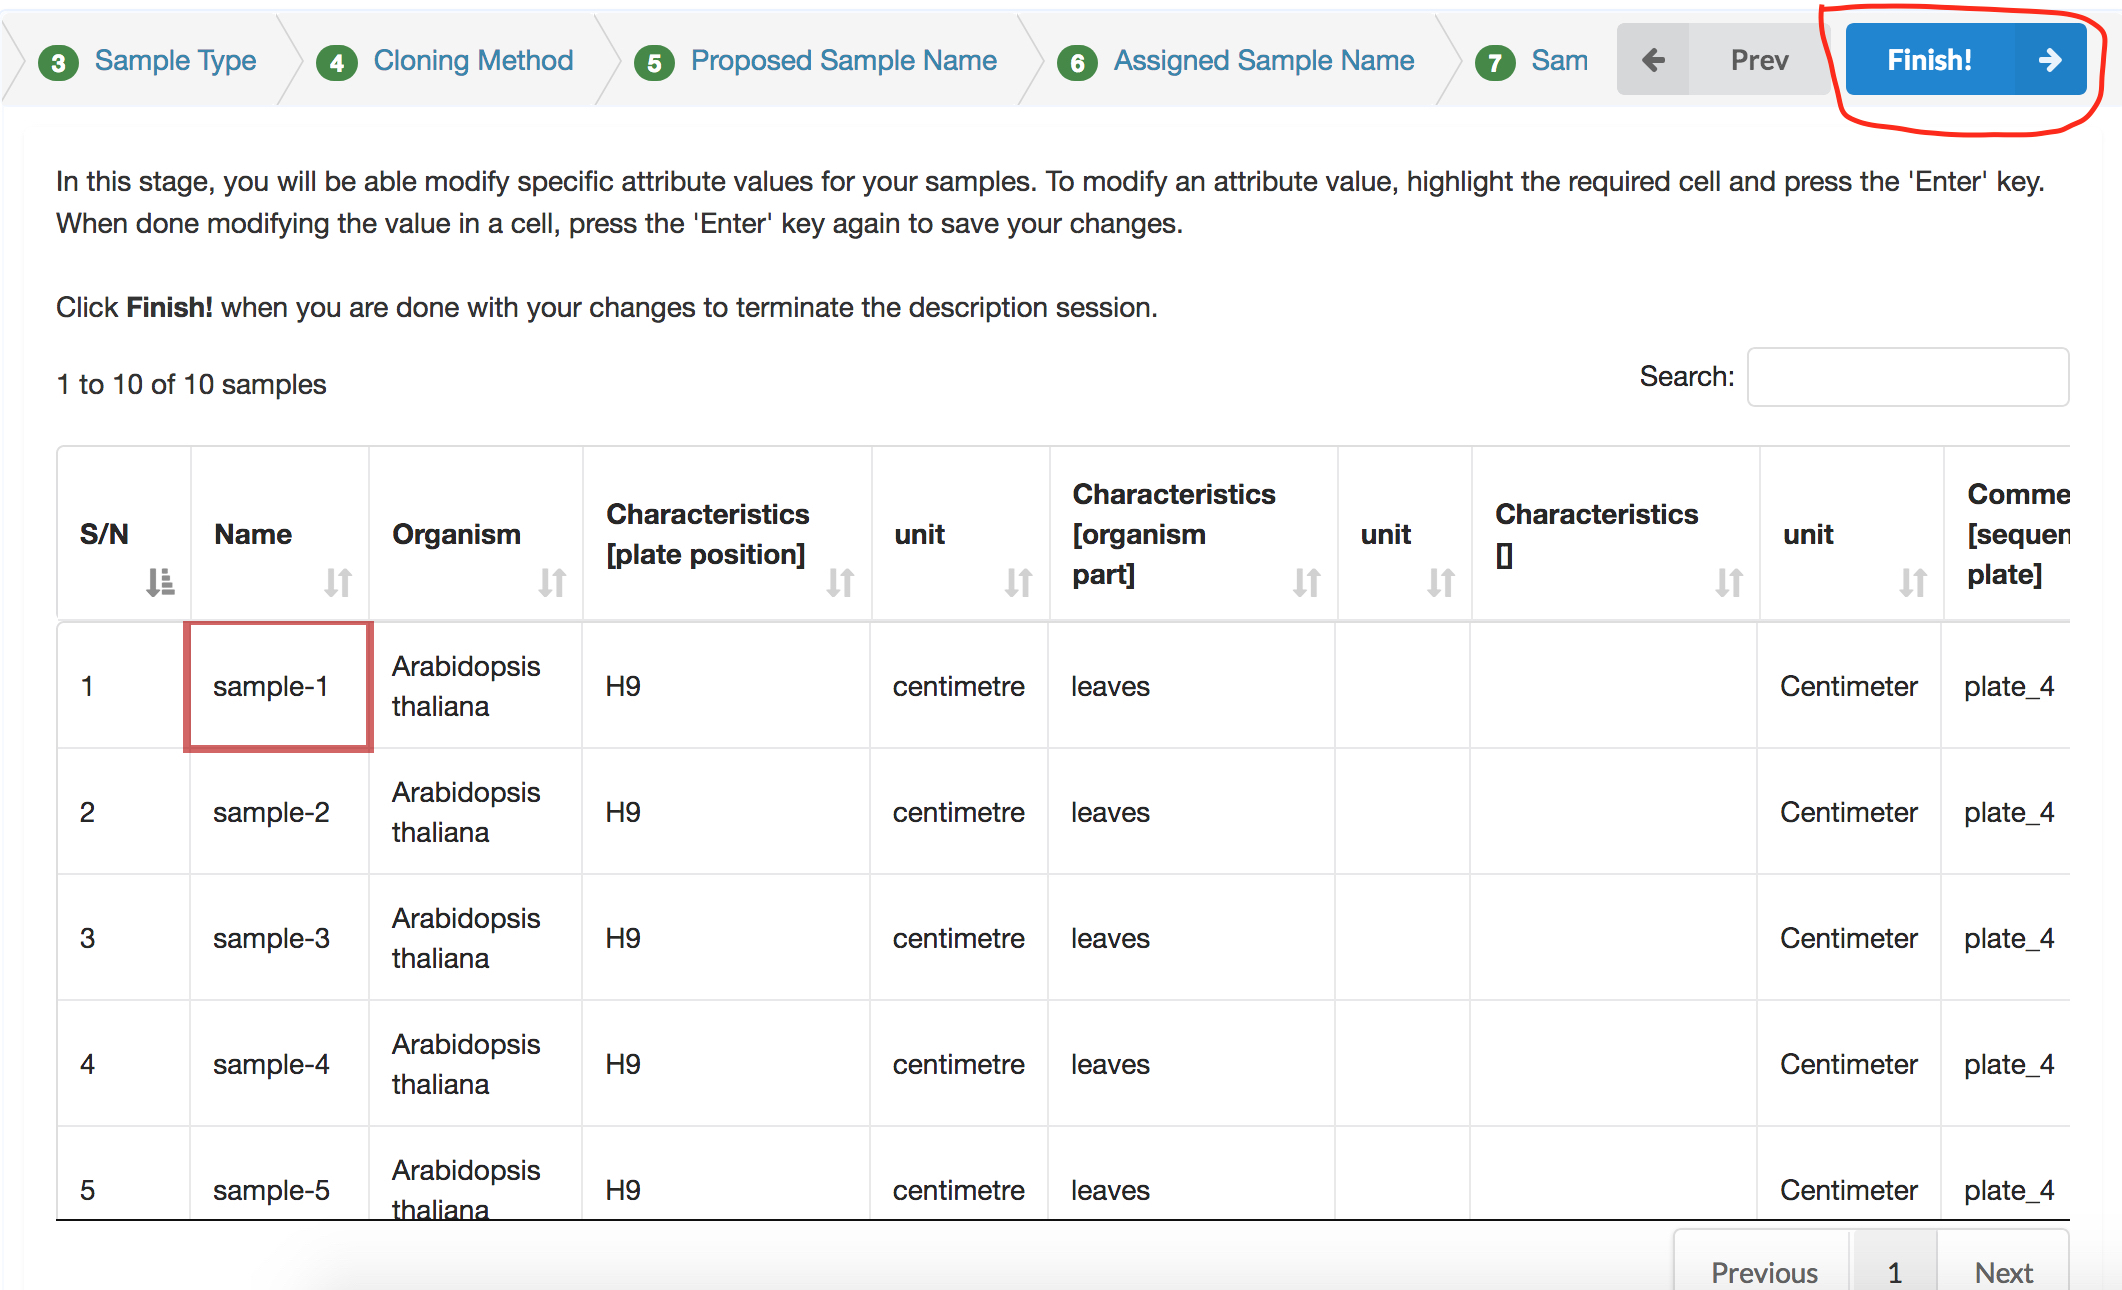 3 Sample Type 4 Cloning Method 5 Proposed Sample Name 6 Assigned Sample Name 7 Sam Prev Finish!
In this stage, you will be able modify specific attribute values for your samples. To modify an attribute value, highlight the required cell and press the 'Enter' key.
When done modifying the value in a cell, press the 'Enter' key again to save your changes.
Click Finish! when you are done with your changes to terminate the description session.
1 to 10 of 10 samples Search:
S/N Name Organism Characteristics [plate position] unit Characteristics [organism part] unit Characteristics [] unit Comme [sequen plate]
1 sample-1 Arabidopsis thaliana H9 centimetre leaves Centimeter plate_4
2 sample-2 Arabidopsis thaliana H9 centimetre leaves Centimeter plate_4
3 sample-3 Arabidopsis thaliana H9 centimetre leaves Centimeter plate_4
4 sample-4 Arabidopsis thaliana H9 centimetre leaves Centimeter plate_4
5 sample-5 Arabidopsis thaliana H9 centimetre leaves Centimeter plate_4
Previous 1 Next